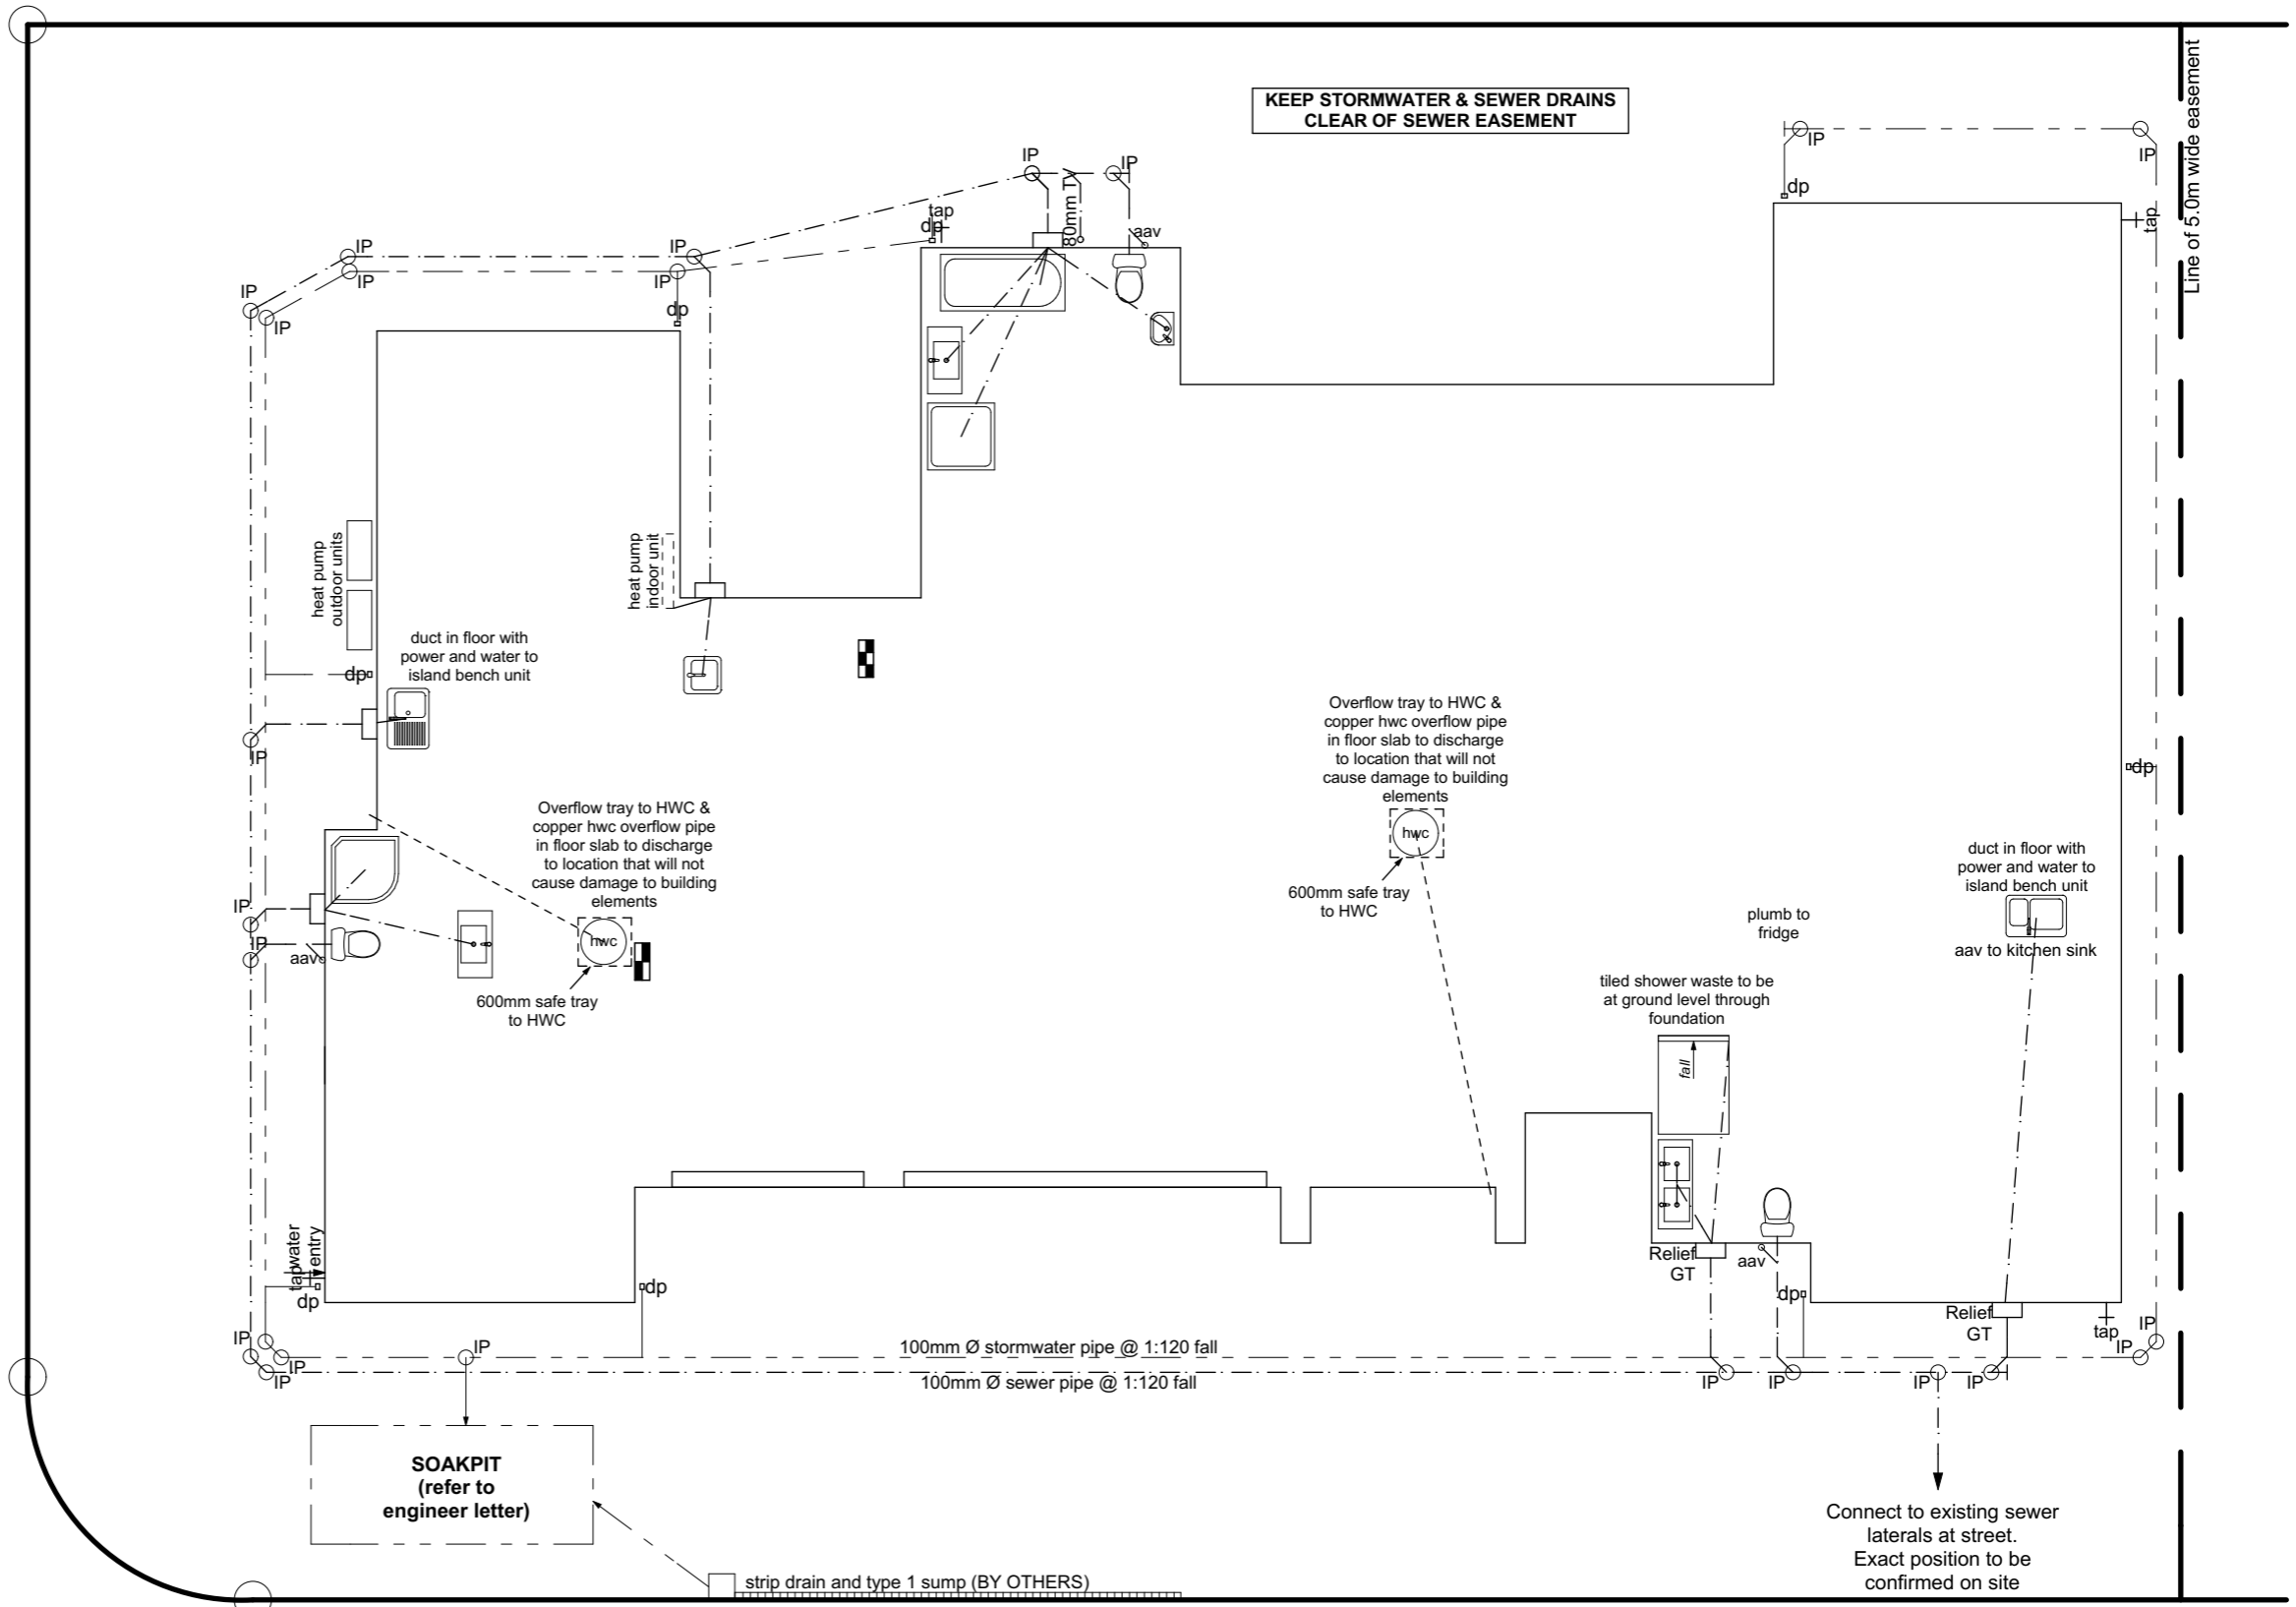 KEEP STORMWATER & SEWER DRAINS
CLEAR OF SEWER EASEMENT
Line of 5.0m wide easement
IP
IP
dp
tap
IP
IP
80mm TV
aav
tap
dp
IP
IP
IP
IP
dp
IP
IP
heat pump
outdoor units
heat pump
indoor unit
duct in floor with
power and water to
island bench unit
dp
IP
Overflow tray to HWC &
copper hwc overflow pipe
in floor slab to discharge
to location that will not
cause damage to building
elements
hwc
600mm safe tray
to HWC
Overflow tray to HWC &
copper hwc overflow pipe
in floor slab to discharge
to location that will not
cause damage to building
elements
hwc
600mm safe tray
to HWC
dp
duct in floor with
power and water to
island bench unit
aav to kitchen sink
plumb to
fridge
tiled shower waste to be
at ground level through
foundation
fall
IP
IP
aav
water
entry
tap
dp
dp
Relief
GT
aav
dp
Relief
GT
tap
IP
IP
IP
IP
IP
IP
100mm Ø stormwater pipe @ 1:120 fall
100mm Ø sewer pipe @ 1:120 fall
IP
IP
IP
IP
SOAKPIT
(refer to
engineer letter)
Connect to existing sewer
laterals at street.
Exact position to be
confirmed on site
strip drain and type 1 sump (BY OTHERS)